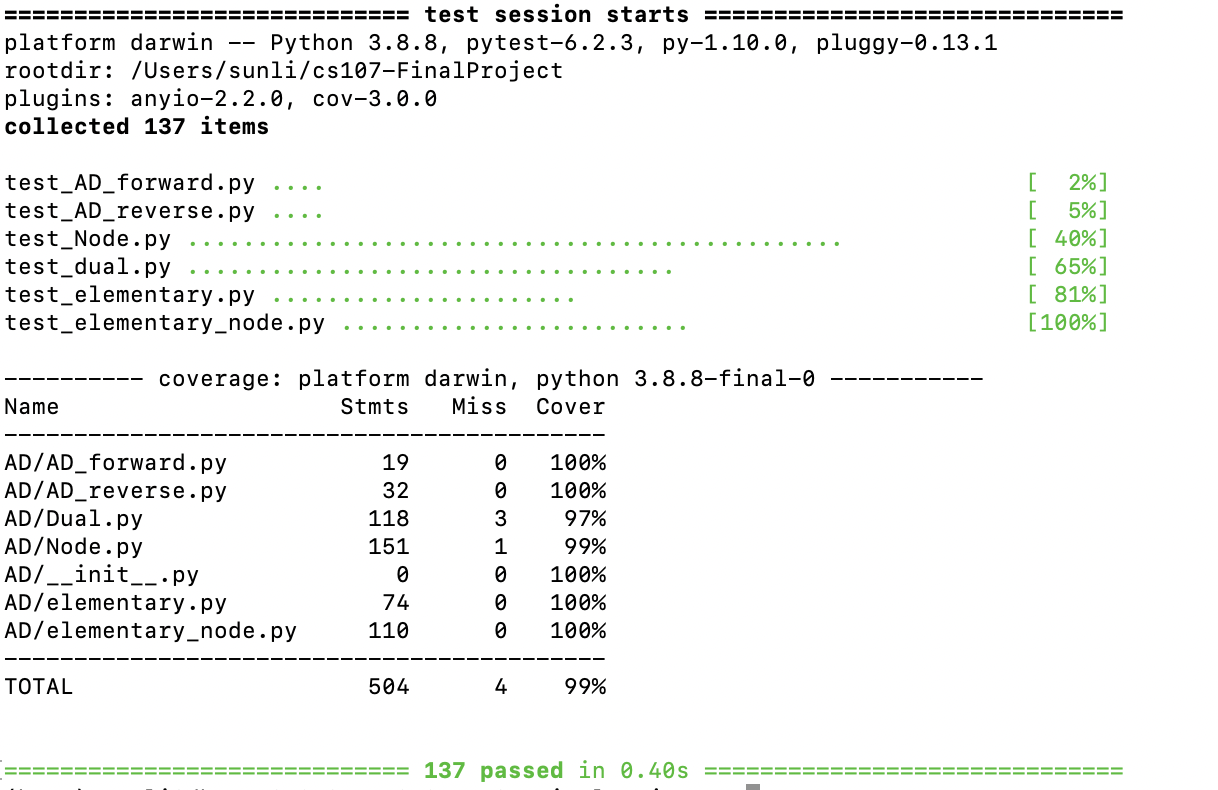 ============================= test session starts ==============================
platform darwin -- Python 3.8.8, pytest-6.2.3, py-1.10.0, pluggy-0.13.1
rootdir: /Users/sunli/cs107-FinalProject
plugins: anyio-2.2.0, cov-3.0.0
collected 137 items
test_AD_forward.py .... [  2%]
test_AD_reverse.py .... [  5%]
test_Node.py ............................................... [ 40%]
test_dual.py ................................... [ 65%]
test_elementary.py ...................... [ 81%]
test_elementary_node.py ......................... [100%]
---------- coverage: platform darwin, python 3.8.8-final-0 -----------
Name                        Stmts   Miss  Cover
-------------------------------------------
AD/AD_forward.py           19      0   100%
AD/AD_reverse.py           32      0   100%
AD/Dual.py                118      3    97%
AD/Node.py                151      1    99%
AD/__init__.py              0      0   100%
AD/elementary.py           74      0   100%
AD/elementary_node.py     110      0   100%
-------------------------------------------
TOTAL                     504      4    99%
============================= 137 passed in 0.40s ==============================